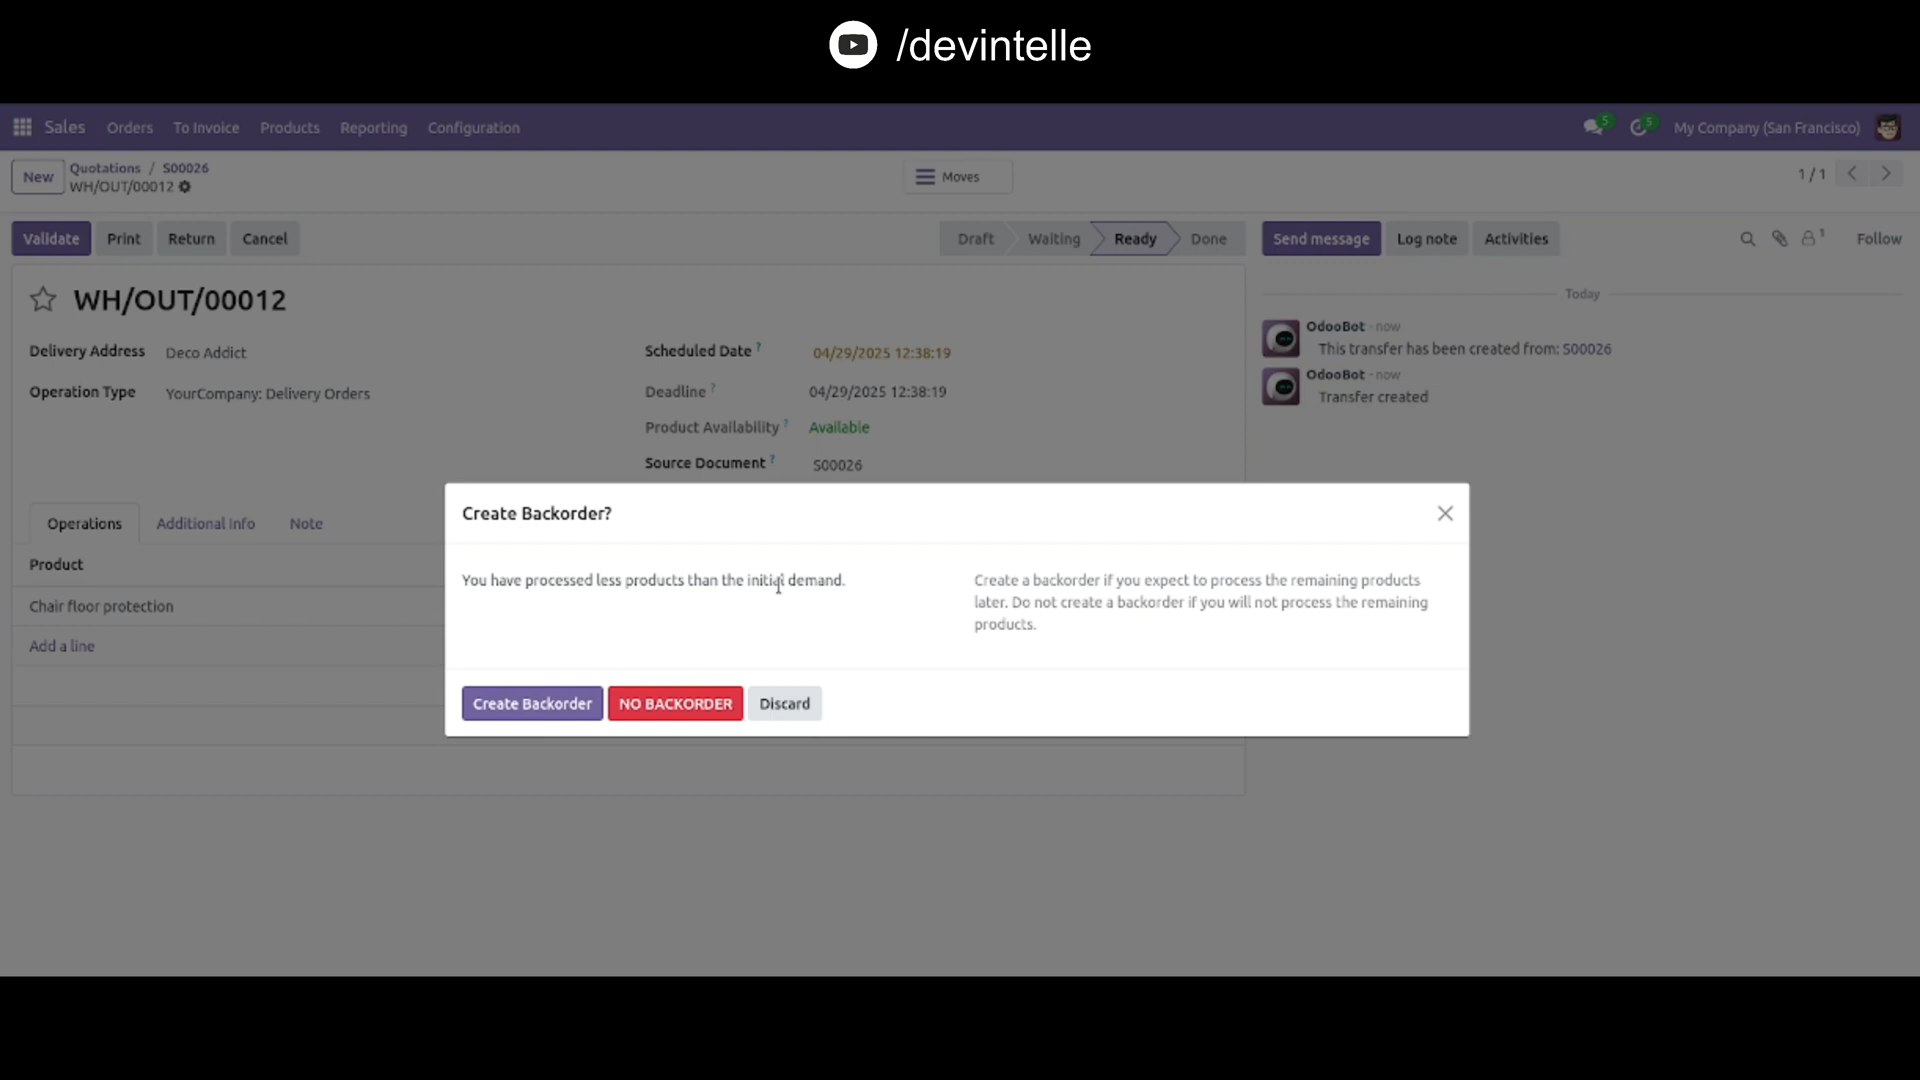 /devintelle
Sales Orders To Invoice Products Reporting Configuration
5 5 My Company (San Francisco)
New Quotations / S00026
WH/OUT/00012
Moves
1 / 1
Validate Print Return Cancel
Draft Waiting Ready Done
Send message Log note Activities
1 Follow
WH/OUT/00012
Delivery Address Deco Addict
Operation Type YourCompany: Delivery Orders
Scheduled Date ? 04/29/2025 12:38:19
Deadline ? 04/29/2025 12:38:19
Product Availability ? Available
Source Document ? S00026
Today
OdooBot - now
This transfer has been created from: S00026
OdooBot - now
Transfer created
Operations Additional Info Note
Product
Chair floor protection
Add a line
Create Backorder?
You have processed less products than the initial demand.
Create a backorder if you expect to process the remaining products
later. Do not create a backorder if you will not process the remaining
products.
Create Backorder NO BACKORDER Discard